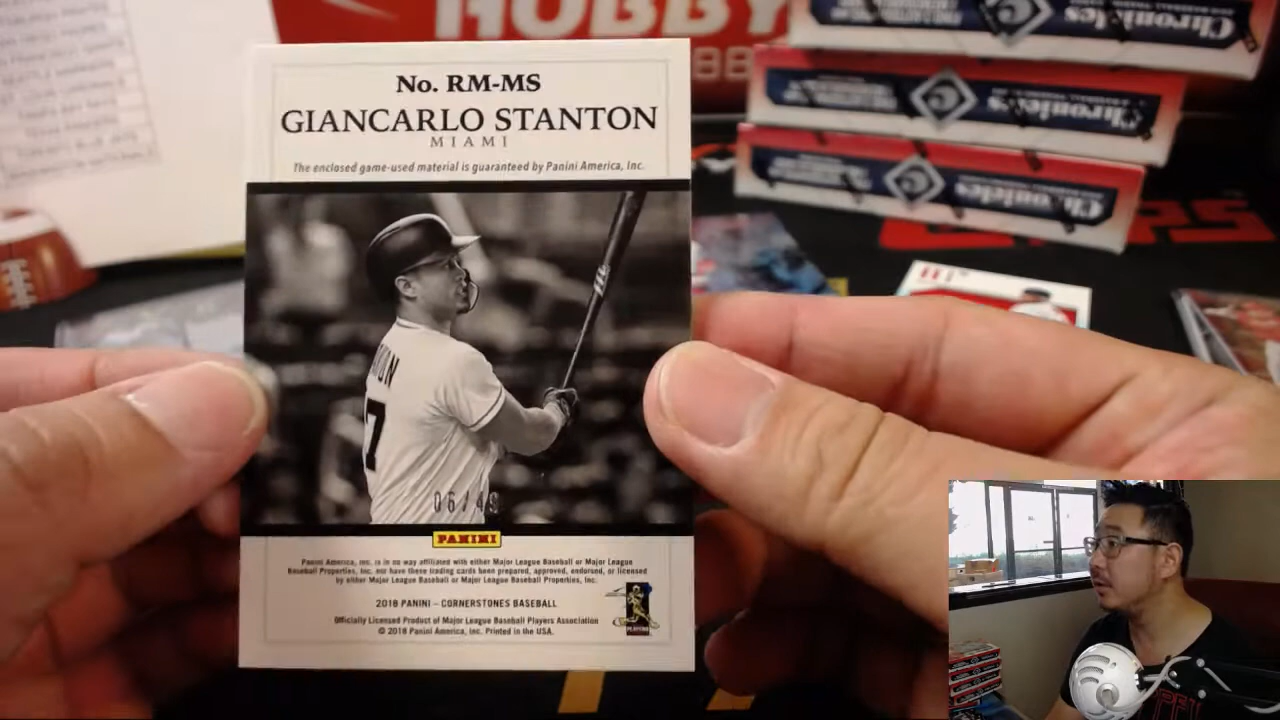 HOBBY
88
Chronicles
Chronicles
Chronicles
No. RM-MS
GIANCARLO STANTON
MIAMI
The enclosed game-used material is guaranteed by Panini America, Inc.
7
06/49
PANINI
Panini America, Inc. is in no way affiliated with either Major League Baseball or Major League
Baseball Properties, Inc. nor have these trading cards been prepared, approved, endorsed, or licensed
by either Major League Baseball or Major League Baseball Properties, Inc.
2018 PANINI – CORNERSTONES BASEBALL
Officially Licensed Product of Major League Baseball Players Association
© 2018 Panini America, Inc. Printed in the USA.